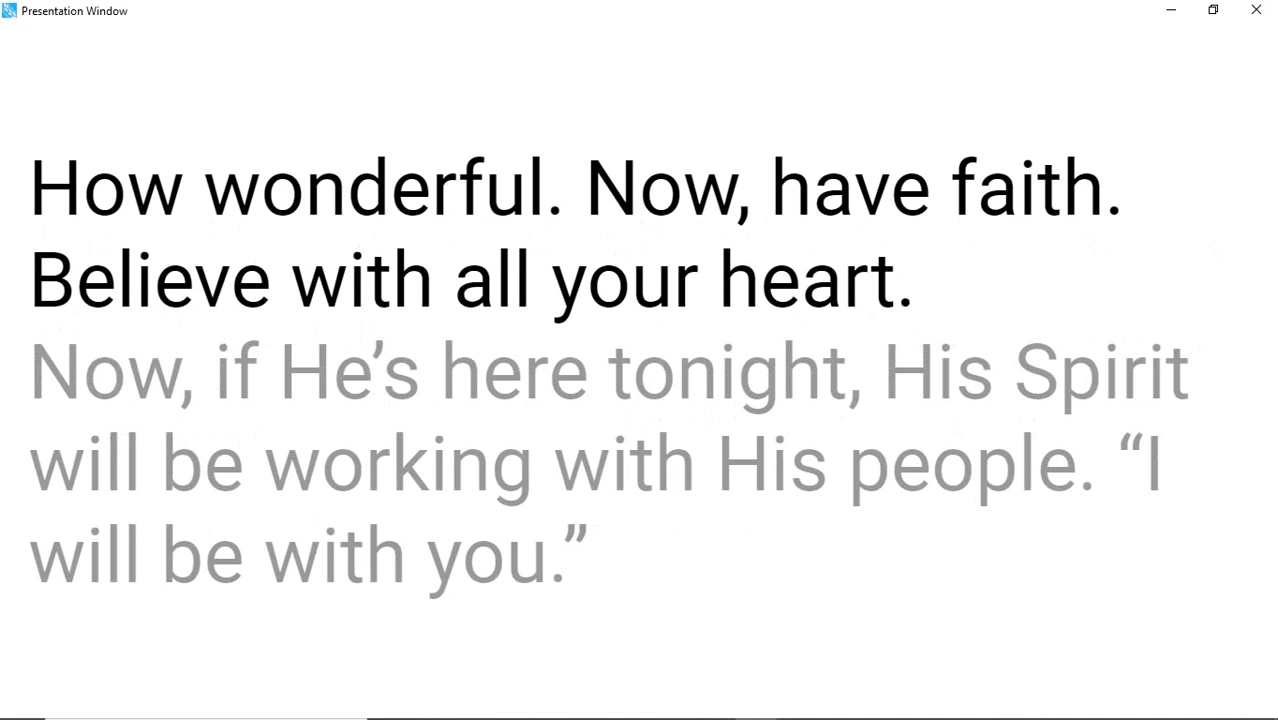 Presentation Window
How wonderful. Now, have faith.
Believe with all your heart.
Now, if He’s here tonight, His Spirit
will be working with His people. “I
will be with you.”